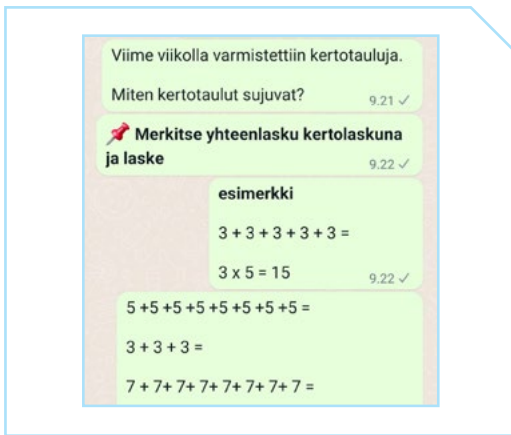 Viime viikolla varmistettiin kertotauluja.
Miten kertotaulut sujuvat?
9.21 ✓
📌 Merkitse yhteenlasku kertolaskuna
ja laske
9.22 ✓
esimerkki
3 + 3 + 3 + 3 + 3 =
3 x 5 = 15
9.22 ✓
5 +5 +5 +5 +5 +5 +5 +5 =
3 + 3 + 3 =
7 + 7+ 7+ 7+ 7+ 7+ 7+ 7 =